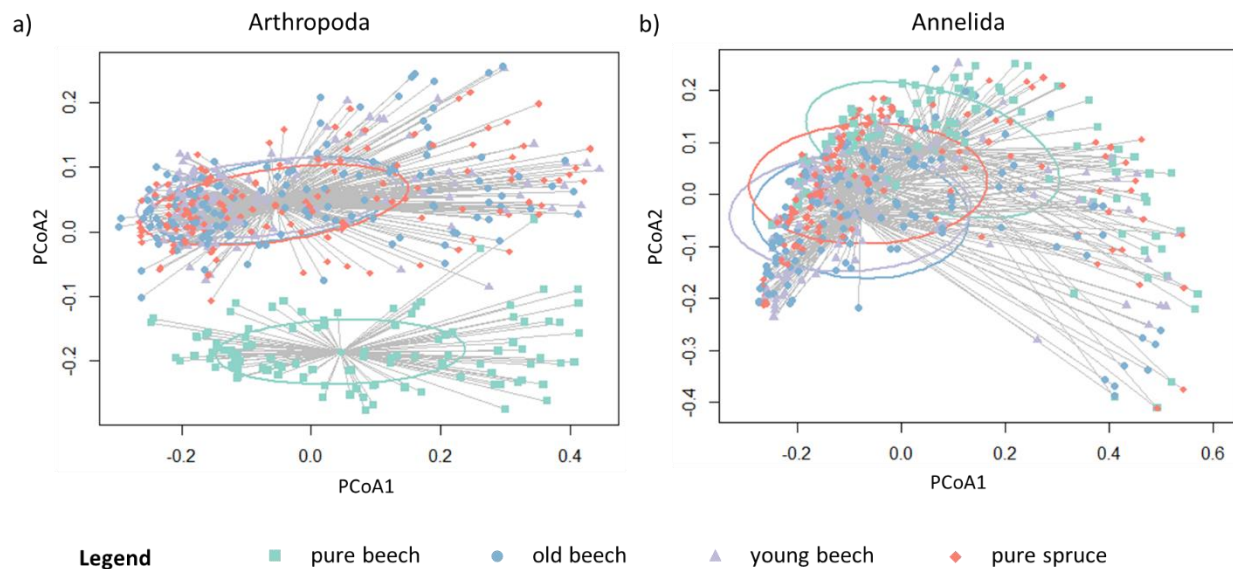 a) Arthropoda
b) Annelida
0.2
0.1
0.0
-0.1
-0.2
PCoA2
-0.2 0.0 0.2 0.4
PCoA1
0.2
0.1
0.0
-0.1
-0.2
-0.3
-0.4
PCoA2
-0.2 0.0 0.2 0.4 0.6
PCoA1
Legend pure beech old beech young beech pure spruce